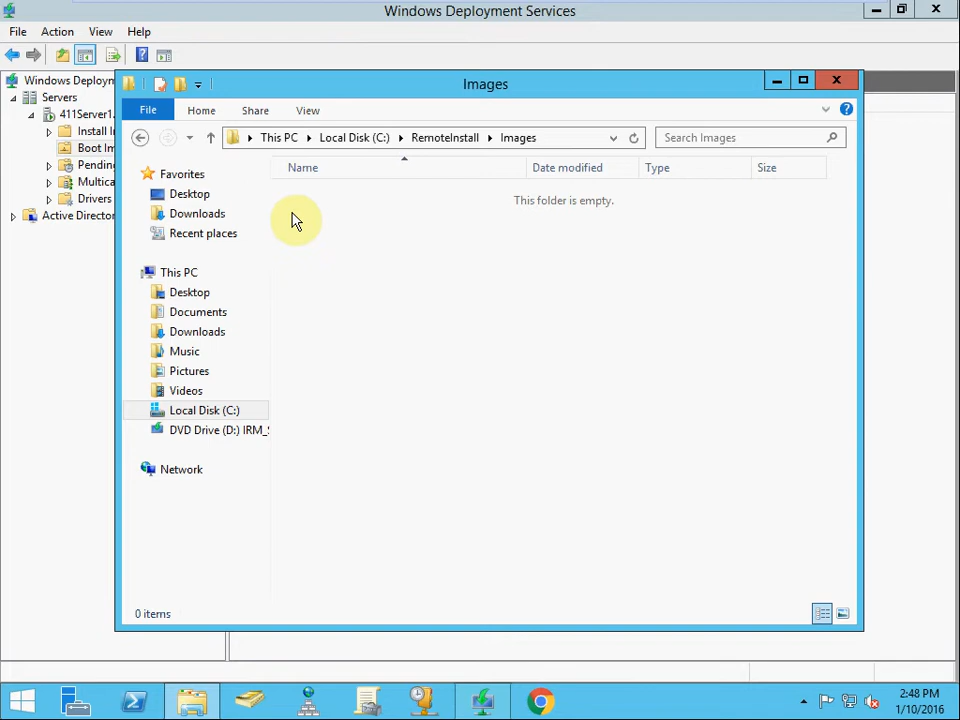 Windows Deployment Services
File Action View Help
Windows Deploym
Servers
411Server1.
Install I
Boot Im
Pending
Multica
Drivers
Active Directo
Images
File Home Share View
This PC Local Disk (C:) RemoteInstall Images
Search Images
Name Date modified Type Size
This folder is empty.
Favorites
Desktop
Downloads
Recent places
This PC
Desktop
Documents
Downloads
Music
Pictures
Videos
Local Disk (C:)
DVD Drive (D:) IRM_S
Network
0 items
2:48 PM
1/10/2016